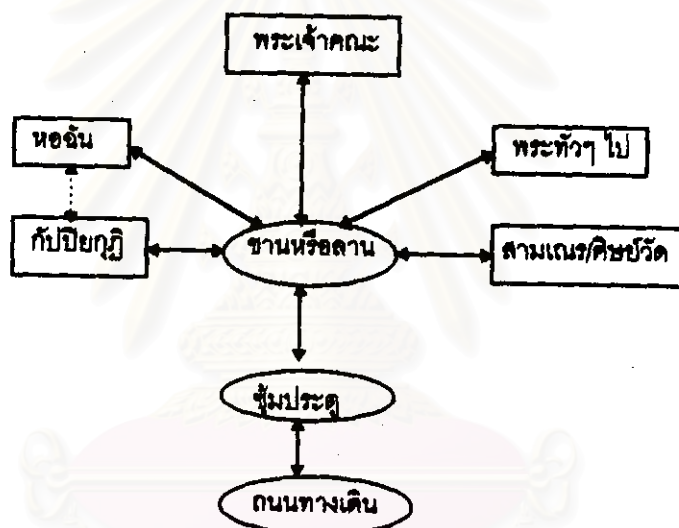 พระเจ้าคณะ
หอฉัน
พระทั่วๆ ไป
กัปปิยกุฏิ
ชานหรือลาน
สามเณร/ศิษย์วัด
ซุ้มประตู
ถนนทางเดิน